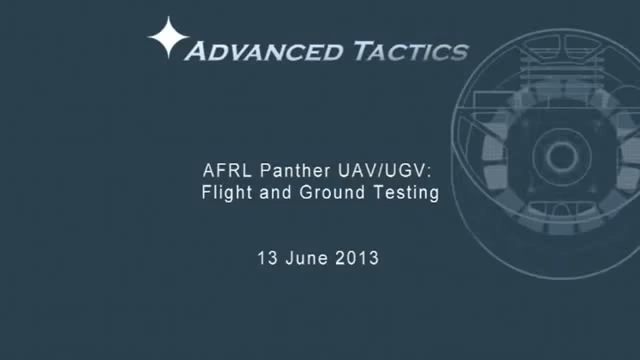 ADVANCED TACTICS
AFRL Panther UAV/UGV:
Flight and Ground Testing
13 June 2013